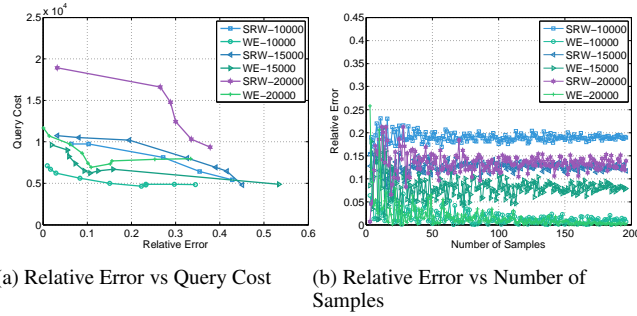 2.5 x 10^4
2
1.5
1
0.5
0
Query Cost
0 0.1 0.2 0.3 0.4 0.5 0.6
Relative Error
SRW−10000
WE−10000
SRW−15000
WE−15000
SRW−20000
WE−20000
0.45
0.4
0.35
0.3
0.25
0.2
0.15
0.1
0.05
0
Relative Error
0 50 100 150 200
Number of Samples
SRW−10000
WE−10000
SRW−15000
WE−15000
SRW−20000
WE−20000
a) Relative Error vs Query Cost
(b) Relative Error vs Number of
Samples